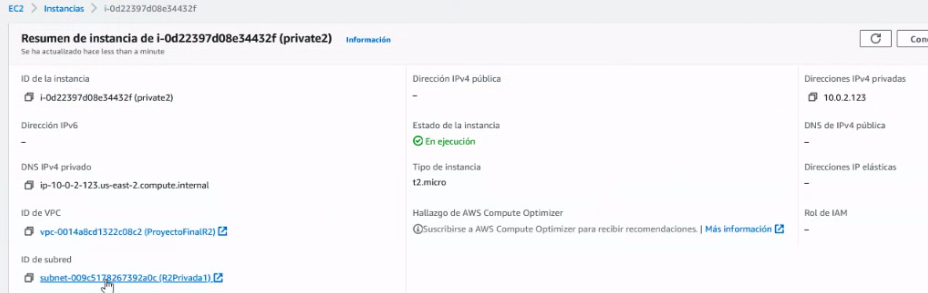 EC2 > Instancias > i-0d22397d08e34432f
Resumen de instancia de i-0d22397d08e34432f (private2) Información
Se ha actualizado hace less than a minute
Cone
ID de la instancia
i-0d22397d08e34432f (private2)
Dirección IPv4 pública
–
Direcciones IPv4 privadas
10.0.2.123
Dirección IPv6
–
Estado de la instancia
En ejecución
DNS de IPv4 pública
–
DNS IPv4 privado
ip-10-0-2-123.us-east-2.compute.internal
Tipo de instancia
t2.micro
Direcciones IP elásticas
–
ID de VPC
vpc-0014a8cd1322c08c2 (ProyectoFinalR2)
Hallazgo de AWS Compute Optimizer
Suscribirse a AWS Compute Optimizer para recibir recomendaciones. | Más información
Rol de IAM
–
ID de subred
subnet-009c5178267392a0c (R2Privada1)